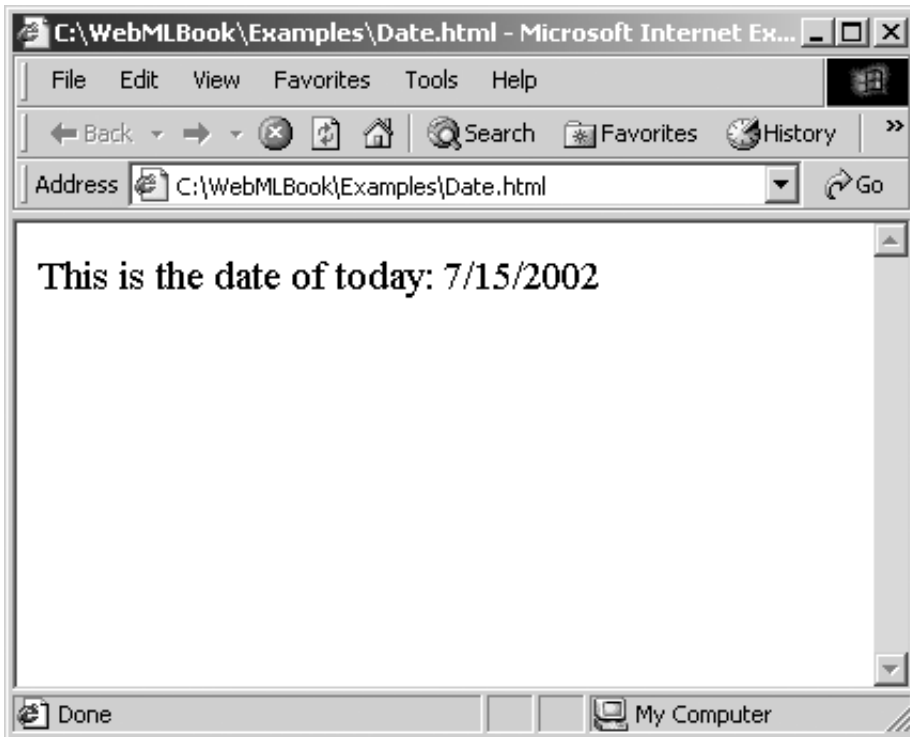 C:\WebMLBook\Examples\Date.html - Microsoft Internet Ex...
File Edit View Favorites Tools Help
Back Search Favorites History »
Address C:\WebMLBook\Examples\Date.html Go
This is the date of today: 7/15/2002
Done My Computer